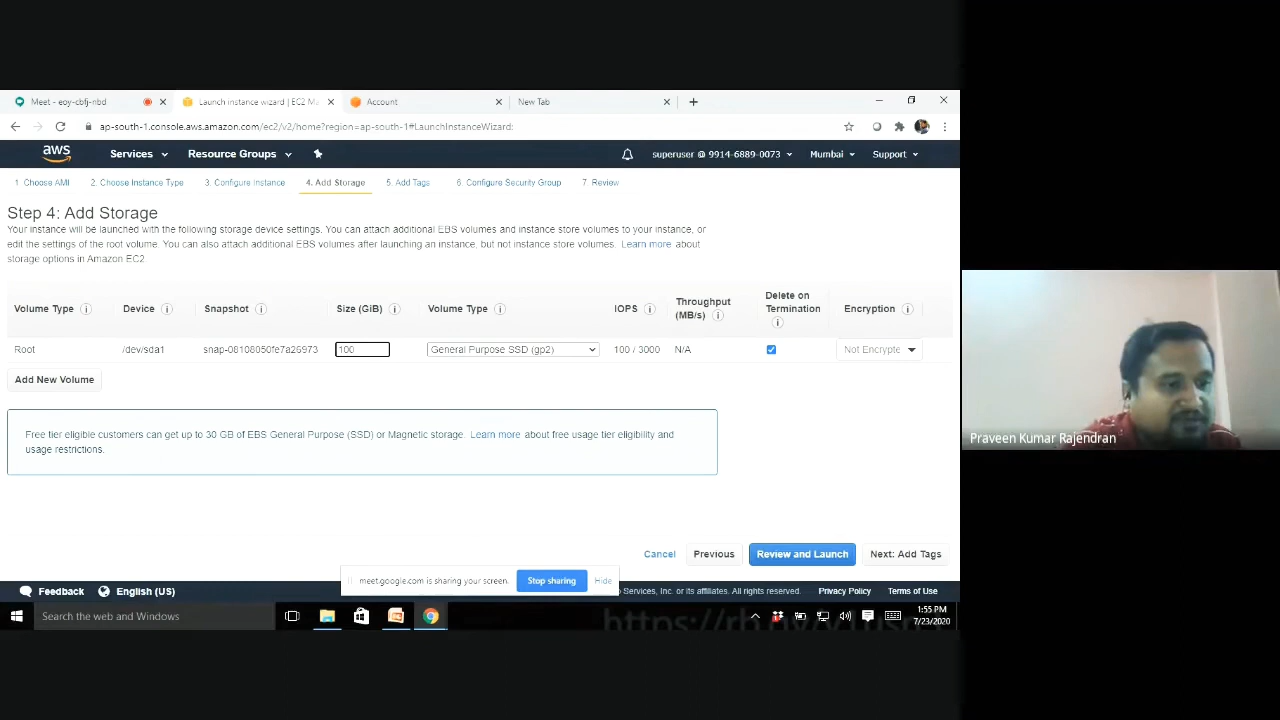 Meet - eoy-cbfj-nbd
Launch instance wizard | EC2 Ma
Account
New Tab
ap-south-1.console.aws.amazon.com/ec2/v2/home?region=ap-south-1#LaunchInstanceWizard:
aws Services Resource Groups superuser @ 9914-6889-0073 Mumbai Support
1. Choose AMI 2. Choose Instance Type 3. Configure Instance 4. Add Storage 5. Add Tags 6. Configure Security Group 7. Review
Step 4: Add Storage
Your instance will be launched with the following storage device settings. You can attach additional EBS volumes and instance store volumes to your instance, or
edit the settings of the root volume. You can also attach additional EBS volumes after launching an instance, but not instance store volumes. Learn more about
storage options in Amazon EC2.
Volume Type Device Snapshot Size (GiB) Volume Type IOPS Throughput (MB/s) Delete on Termination Encryption
Root /dev/sda1 snap-08108050fe7a26973 100 General Purpose SSD (gp2) 100 / 3000 N/A Not Encrypte
Add New Volume
Free tier eligible customers can get up to 30 GB of EBS General Purpose (SSD) or Magnetic storage. Learn more about free usage tier eligibility and
usage restrictions.
Praveen Kumar Rajendran
Cancel Previous Review and Launch Next: Add Tags
meet.google.com is sharing your screen. Stop sharing Hide
Feedback English (US) Services, Inc. or its affiliates. All rights reserved. Privacy Policy Terms of Use
Search the web and Windows
1:55 PM
7/23/2020